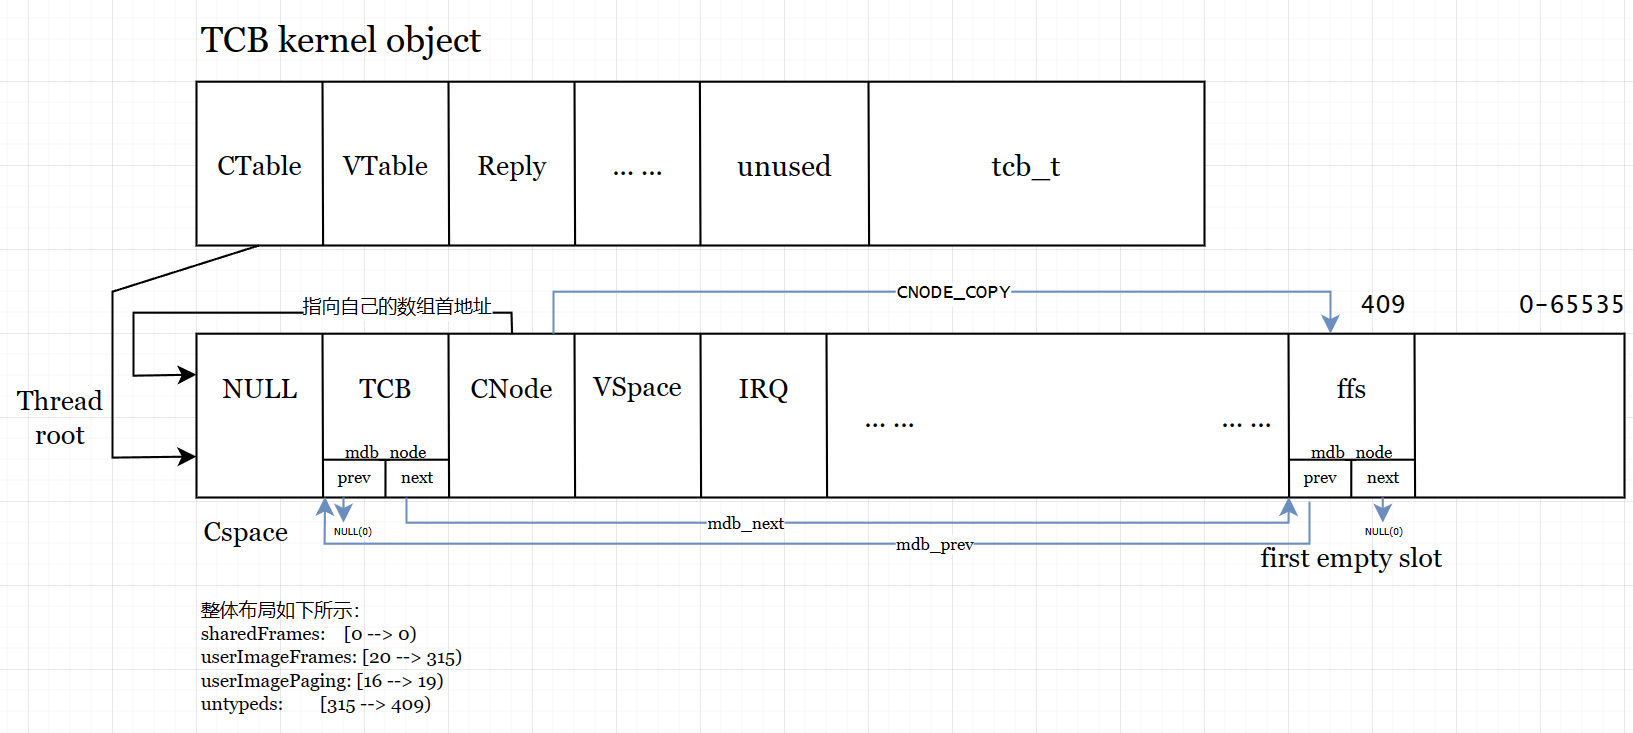 TCB kernel object
CTable
VTable
Reply
... ...
unused
tcb_t
指向自己的数组首地址
CNODE_COPY
409
0-65535
Thread
root
NULL
TCB
CNode
VSpace
IRQ
... ...
... ...
ffs
mdb_node
prev
next
mdb_node
prev
next
NULL(0)
mdb_next
NULL(0)
Cspace
mdb_prev
first empty slot
整体布局如下所示：
sharedFrames: [0 --> 0)
userImageFrames: [20 --> 315)
userImagePaging: [16 --> 19)
untypeds: [315 --> 409)